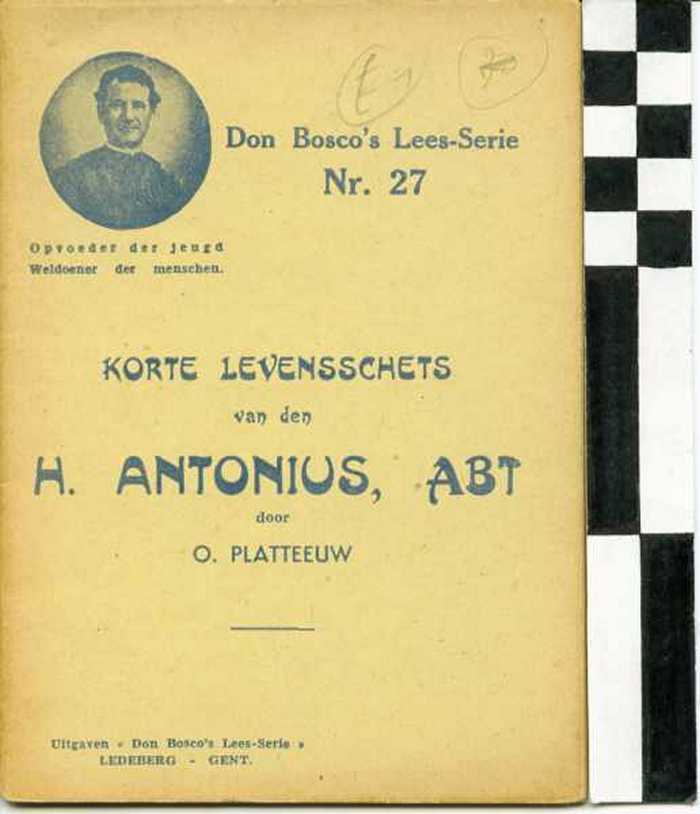 Don Bosco's Lees-Serie
Nr. 27
Opvoeder der jeugd
Weldoener der menschen.
KORTE LEVENSSCHETS
van den
H. ANTONIUS, ABT
door
O. PLATTEEUW
Uitgaven « Don Bosco's Lees-Serie »
LEDEBERG - GENT.